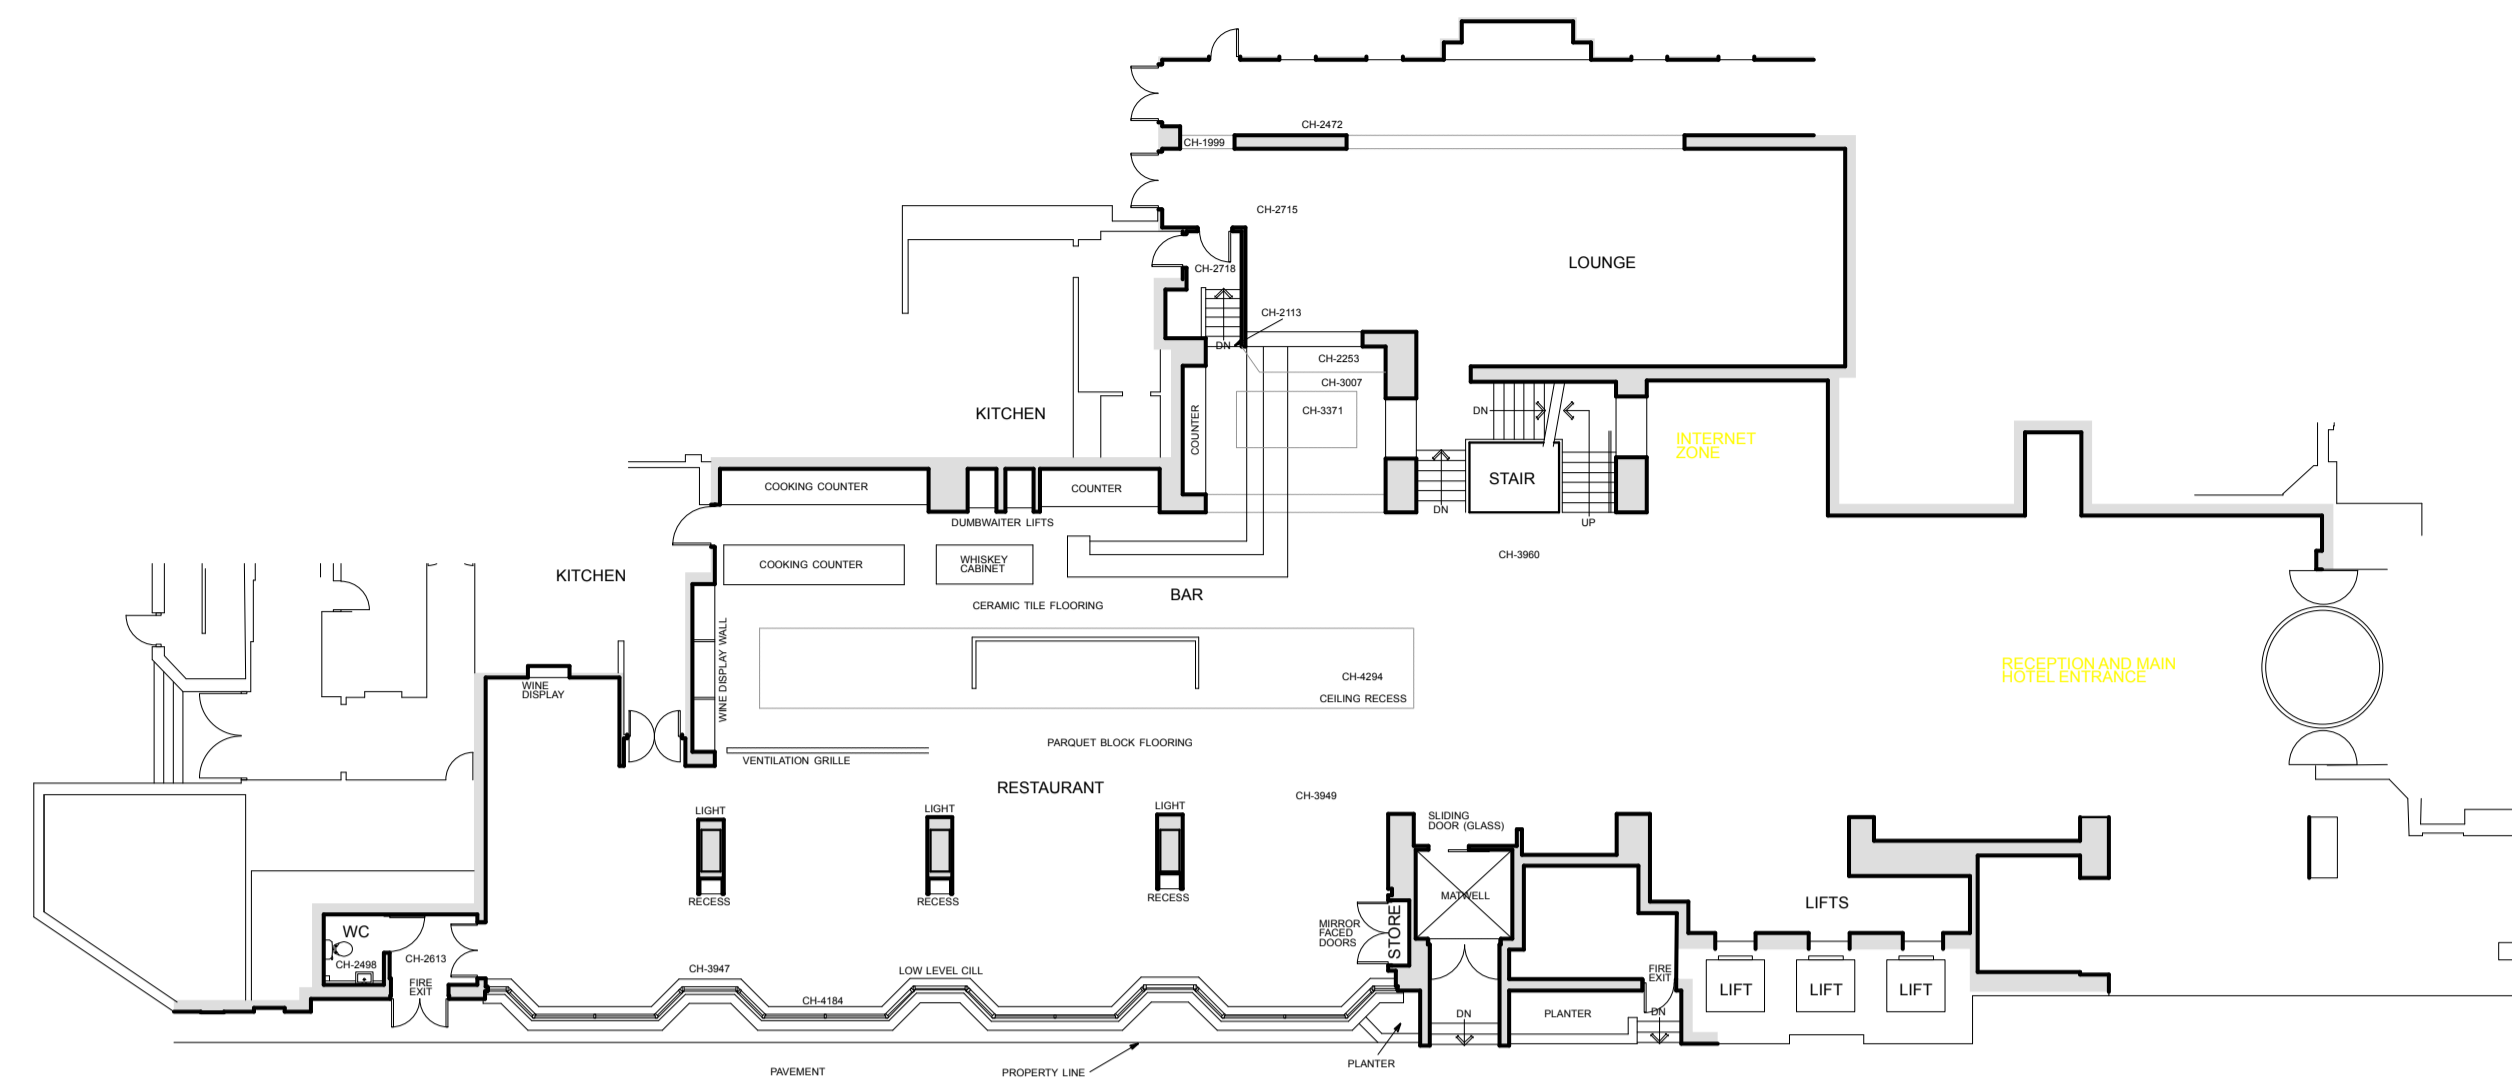 CH-2472
CH-1999
CH-2715
LOUNGE
CH-2718
CH-2113
DN
CH-2253
CH-3007
CH-3371
DN
KITCHEN
COUNTER
INTERNET
ZONE
STAIR
COOKING COUNTER
COUNTER
DN
UP
DUMBWAITER LIFTS
CH-3960
WHISKEY
CABINET
COOKING COUNTER
KITCHEN
BAR
CERAMIC TILE FLOORING
WINE DISPLAY WALL
RECEPTION AND MAIN
HOTEL ENTRANCE
CH-4294
WINE
DISPLAY
CEILING RECESS
PARQUET BLOCK FLOORING
VENTILATION GRILLE
RESTAURANT
CH-3949
LIGHT
LIGHT
LIGHT
SLIDING
DOOR (GLASS)
RECESS
RECESS
RECESS
MATWELL
LIFTS
MIRROR
FACED
DOORS
STORE
WC
CH-2498
CH-2613
CH-3947
LOW LEVEL CILL
FIRE
EXIT
FIRE
EXIT
LIFT
LIFT
LIFT
CH-4184
DN
PLANTER
DN
PLANTER
PAVEMENT
PROPERTY LINE